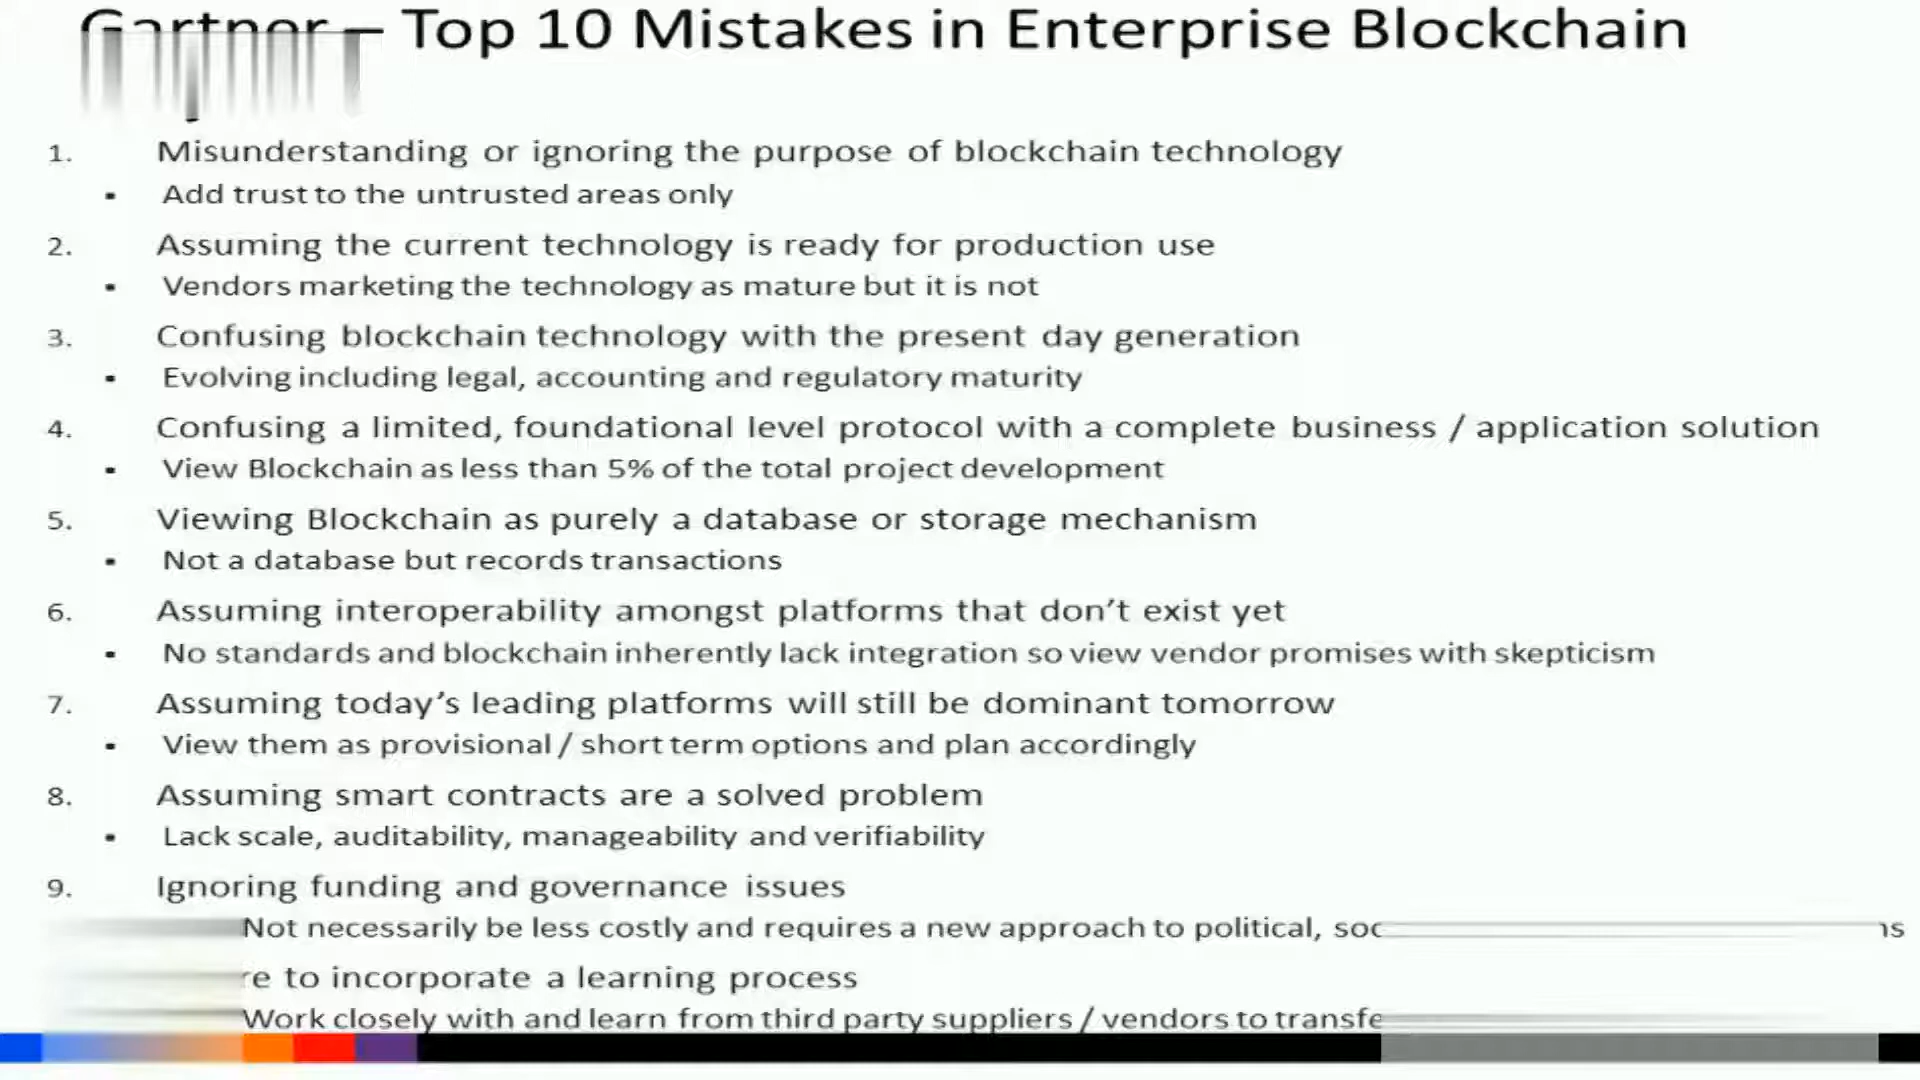 Gartner – Top 10 Mistakes in Enterprise Blockchain
1. Misunderstanding or ignoring the purpose of blockchain technology
▪ Add trust to the untrusted areas only
2. Assuming the current technology is ready for production use
▪ Vendors marketing the technology as mature but it is not
3. Confusing blockchain technology with the present day generation
▪ Evolving including legal, accounting and regulatory maturity
4. Confusing a limited, foundational level protocol with a complete business / application solution
▪ View Blockchain as less than 5% of the total project development
5. Viewing Blockchain as purely a database or storage mechanism
▪ Not a database but records transactions
6. Assuming interoperability amongst platforms that don’t exist yet
▪ No standards and blockchain inherently lack integration so view vendor promises with skepticism
7. Assuming today’s leading platforms will still be dominant tomorrow
▪ View them as provisional / short term options and plan accordingly
8. Assuming smart contracts are a solved problem
▪ Lack scale, auditability, manageability and verifiability
9. Ignoring funding and governance issues
Not necessarily be less costly and requires a new approach to political,
to incorporate a learning process
Work closely with and learn from third party suppliers / vendors to